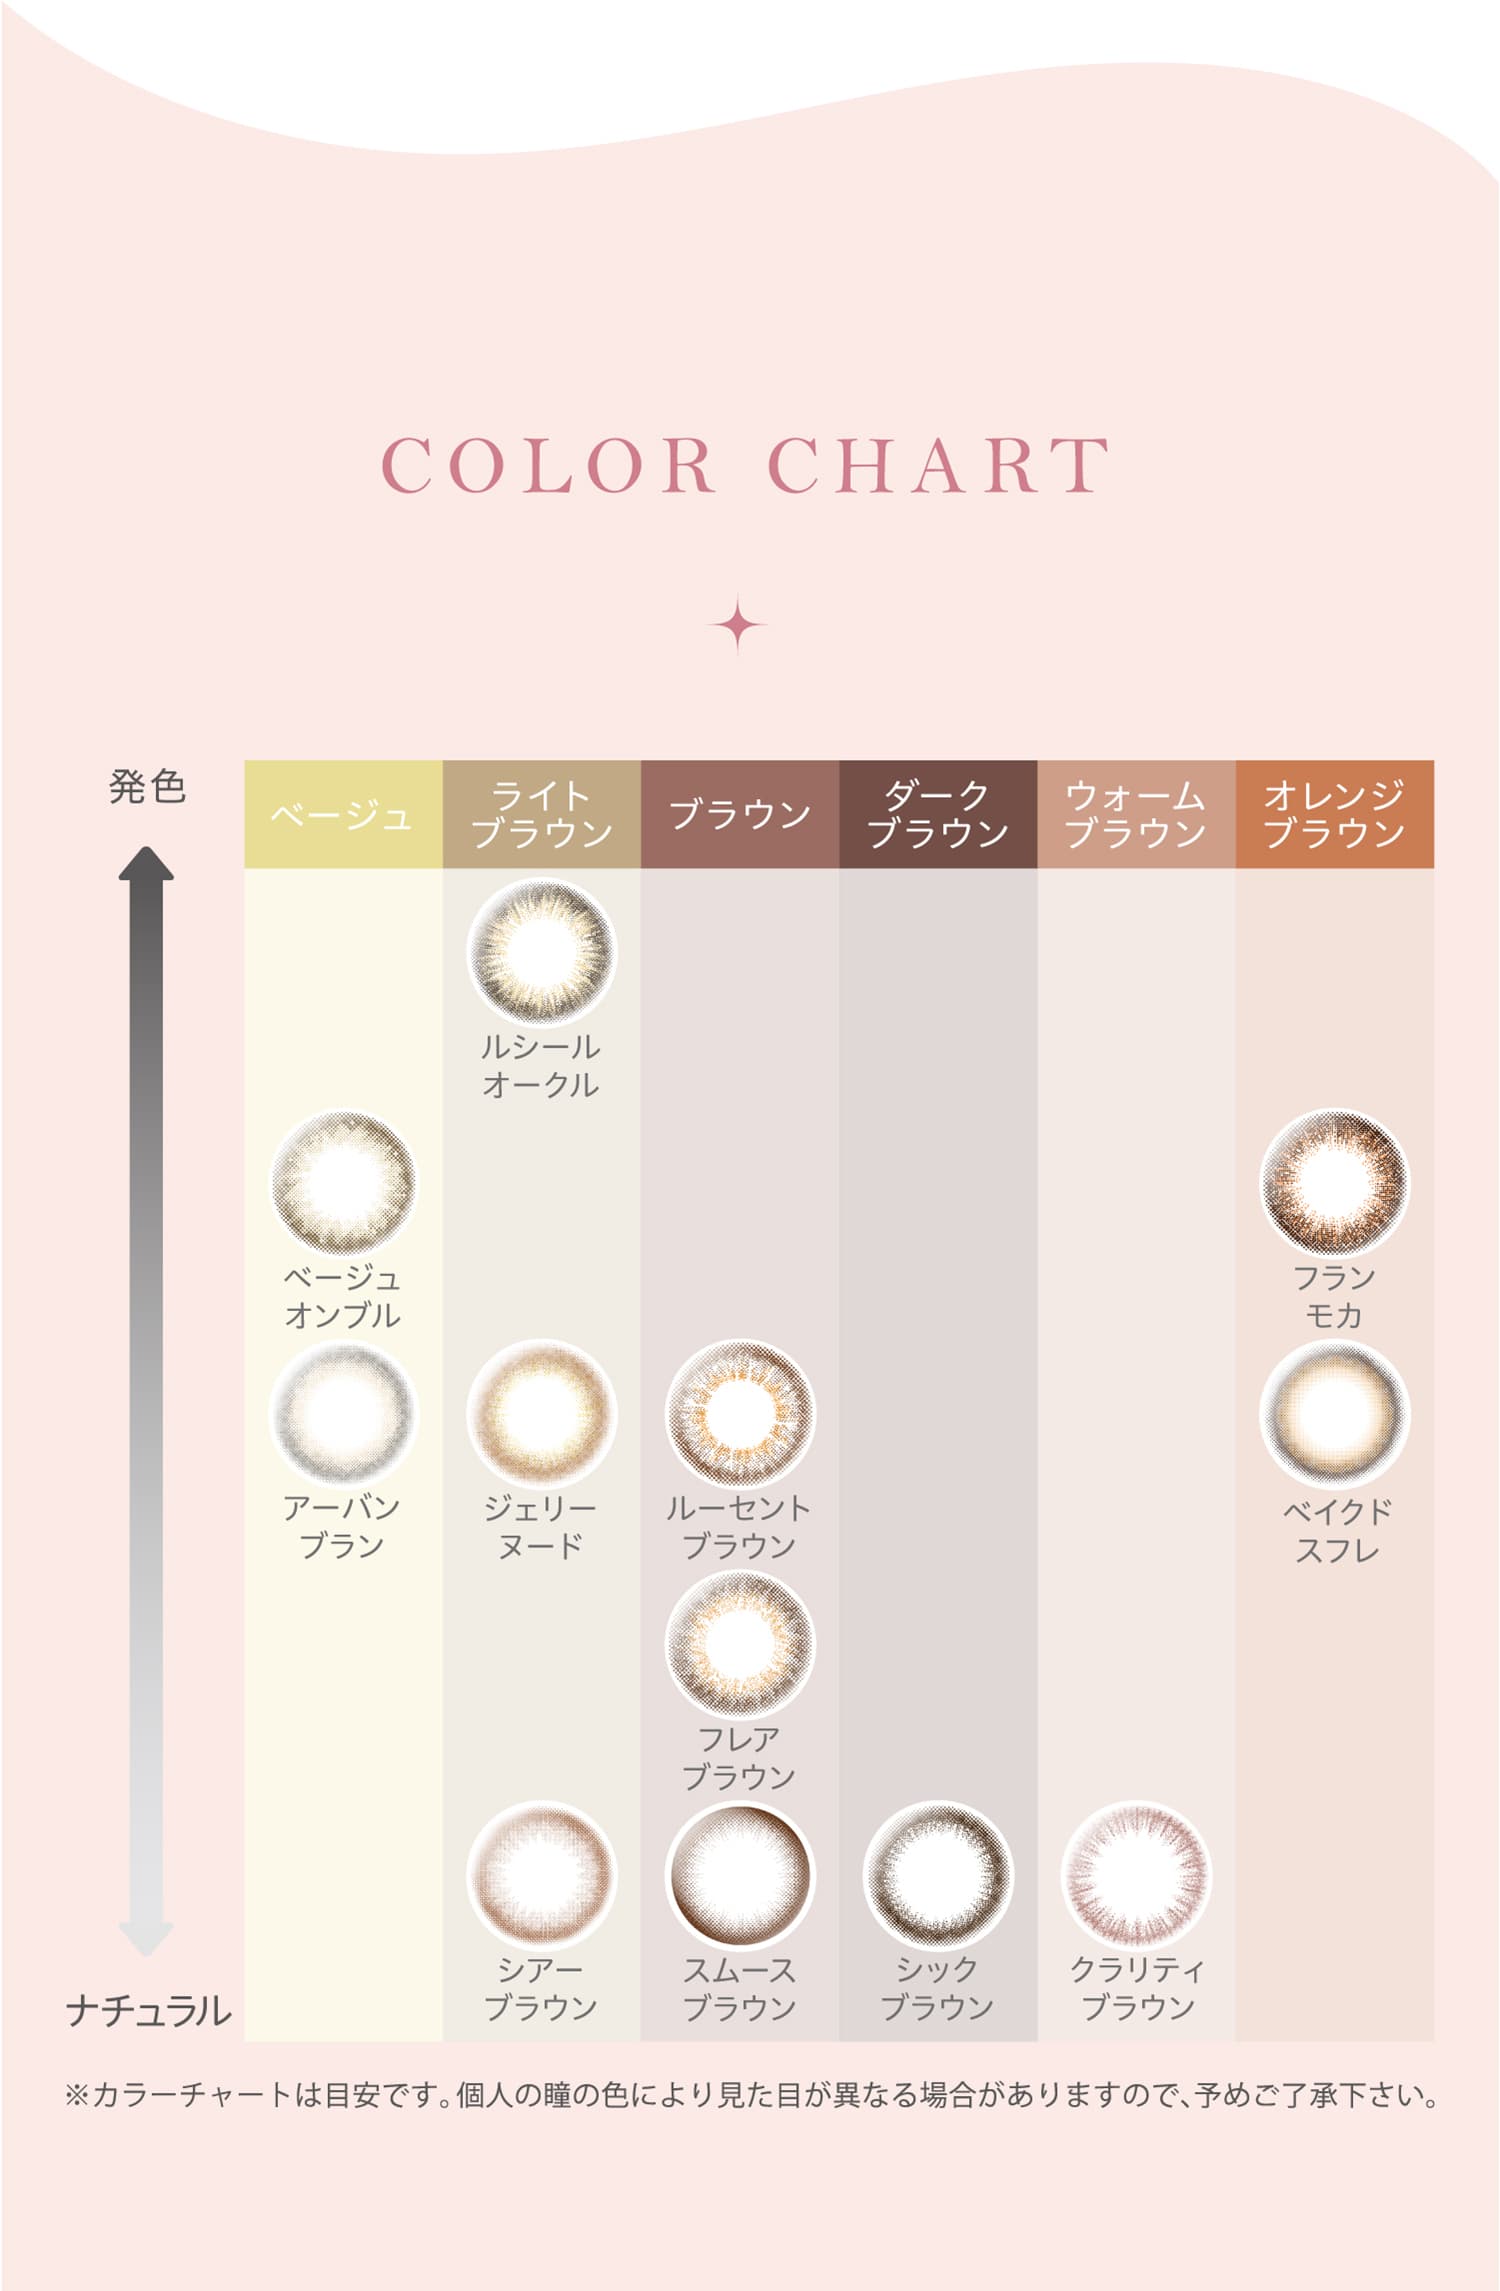 COLOR CHART
発色
ベージュ
ライト
ブラウン
ブラウン
ダーク
ブラウン
ウォーム
ブラウン
オレンジ
ブラウン
ルシール
オークル
ベージュ
オンブル
フラン
モカ
アーバン
ブラン
ジェリー
ヌード
ルーセント
ブラウン
ベイクド
スフレ
フレア
ブラウン
シアー
ブラウン
スムース
ブラウン
シック
ブラウン
クラリティ
ブラウン
ナチュラル
※カラーチャートは目安です。個人の瞳の色により見た目が異なる場合がありますので、予めご了承下さい。